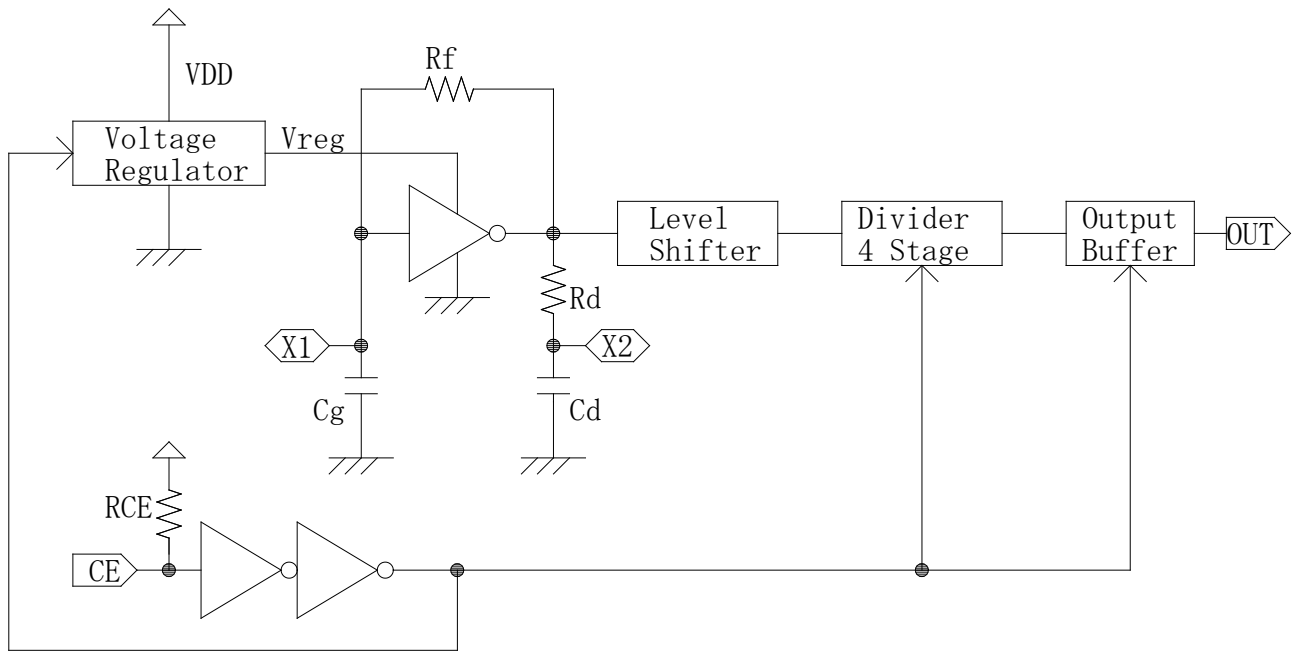 Rf
VDD
Voltage
Regulator
Vreg
Level
Shifter
Divider
4 Stage
Output
Buffer
OUT
Rd
X1
X2
Cg
Cd
RCE
CE